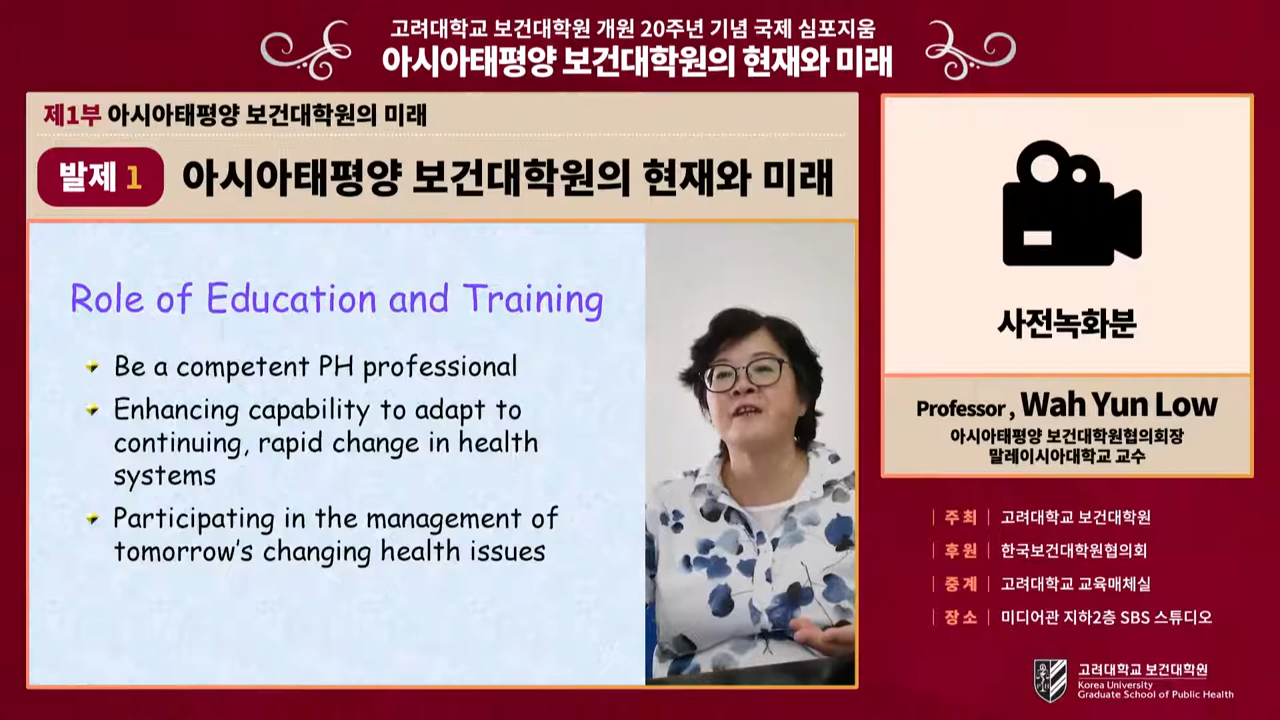 고려대학교 보건대학원 개원 20주년 기념 국제 심포지움
아시아태평양 보건대학원의 현재와 미래
제1부 아시아태평양 보건대학원의 미래
발제 1 아시아태평양 보건대학원의 현재와 미래
Role of Education and Training
Be a competent PH professional
Enhancing capability to adapt to
continuing, rapid change in health
systems
Participating in the management of
tomorrow's changing health issues
사전녹화분
Professor, Wah Yun Low
아시아태평양 보건대학원협의회장
말레이시아대학교 교수
주최 고려대학교 보건대학원
후원 한국보건대학원협의회
중계 고려대학교 교육매체실
장소 미디어관 지하2층 SBS 스튜디오
고려대학교 보건대학원
Korea University
Graduate School of Public Health